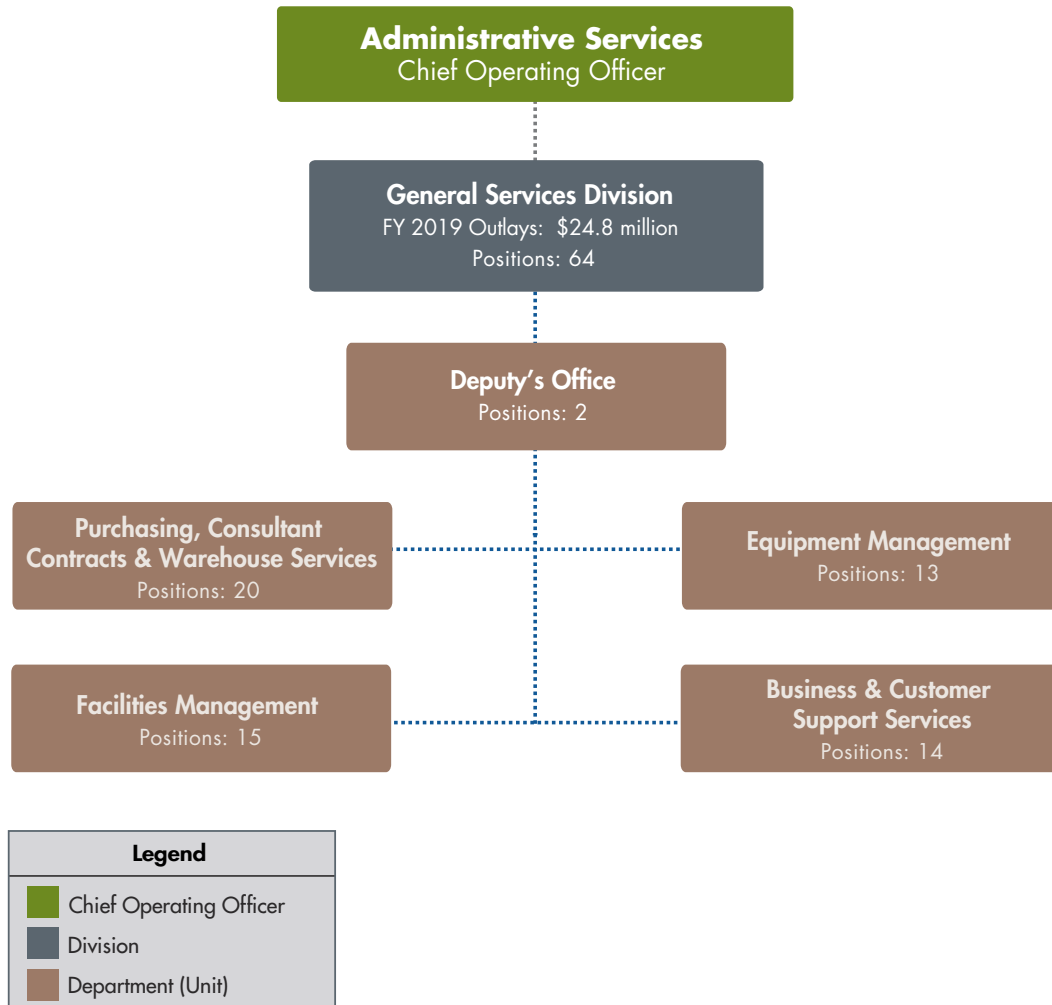 Administrative Services
Chief Operating Officer
General Services Division
FY 2019 Outlays: $24.8 million
Positions: 64
Deputy’s Office
Positions: 2
Purchasing, Consultant
Contracts & Warehouse Services
Positions: 20
Equipment Management
Positions: 13
Facilities Management
Positions: 15
Business & Customer
Support Services
Positions: 14
Legend
Chief Operating Officer
Division
Department (Unit)